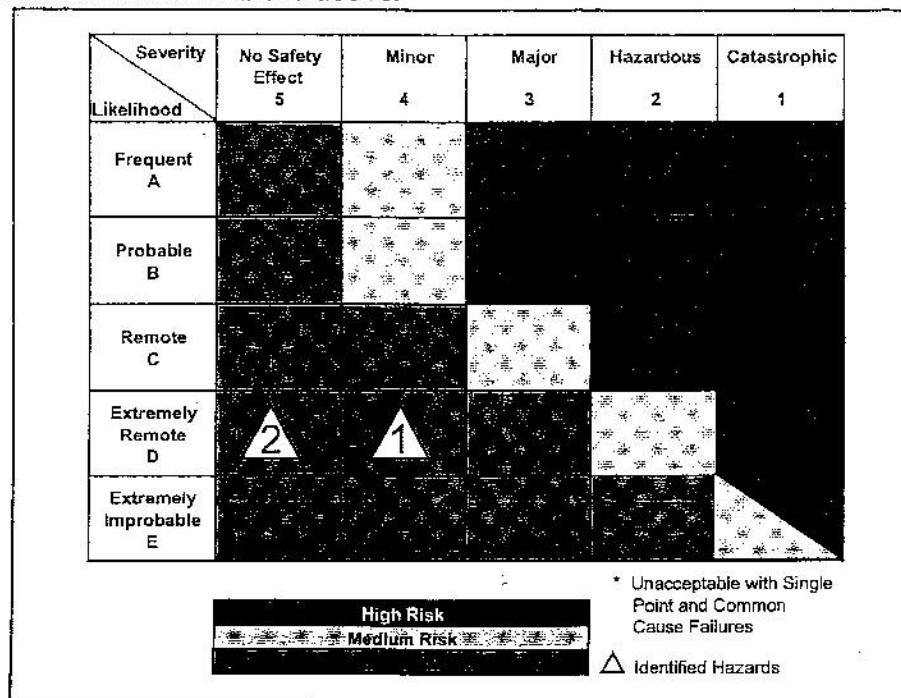 Severity
Likelihood
No Safety
Effect
5
Minor
4
Major
3
Hazardous
2
Catastrophic
1
Frequent
A
Probable
B
Remote
C
Extremely
Remote
D
2
1
Extremely
Improbable
E
High Risk
Medium Risk
* Unacceptable with Single
Point and Common
Cause Failures
Identified Hazards